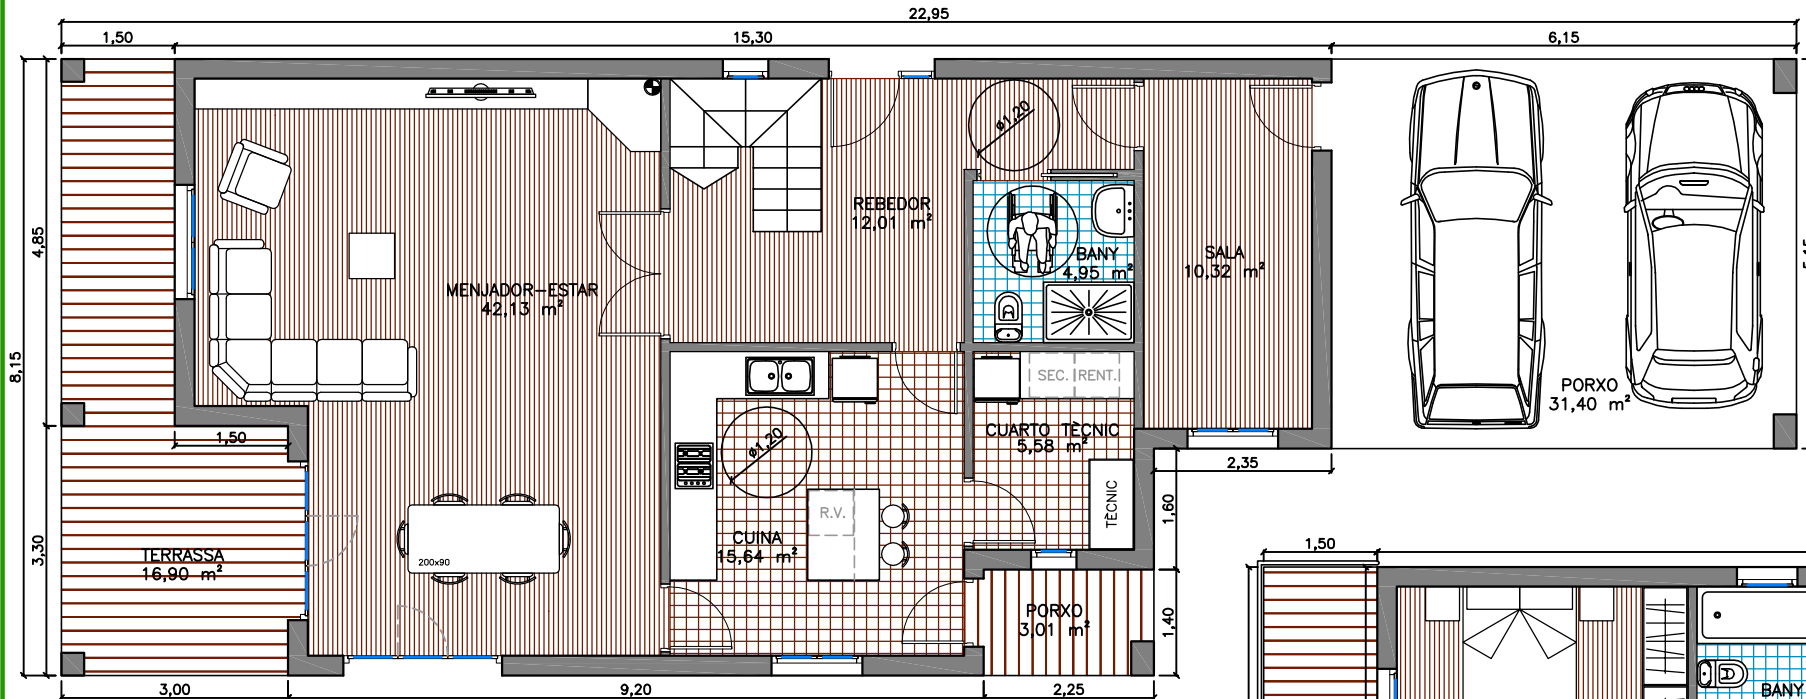 22,95
1,50
15,30
6,15
ø1,20
4,85
8,15
REBEDOR
12,01 m²
BANY
4,95 m²
SALA
10,32 m²
MENJADOR-ESTAR
42,13 m²
SEC.
RENT.
PORXO
31,40 m²
1,50
CUARTO TÈCNIC
5,58 m²
ø1,20
2,35
3,30
TERRASSA
16,90 m²
200x90
CUINA
15,64 m²
R.V.
TÈCNIC
1,60
1,50
PORXO
3,01 m²
1,40
BANY
3,00
9,20
2,25